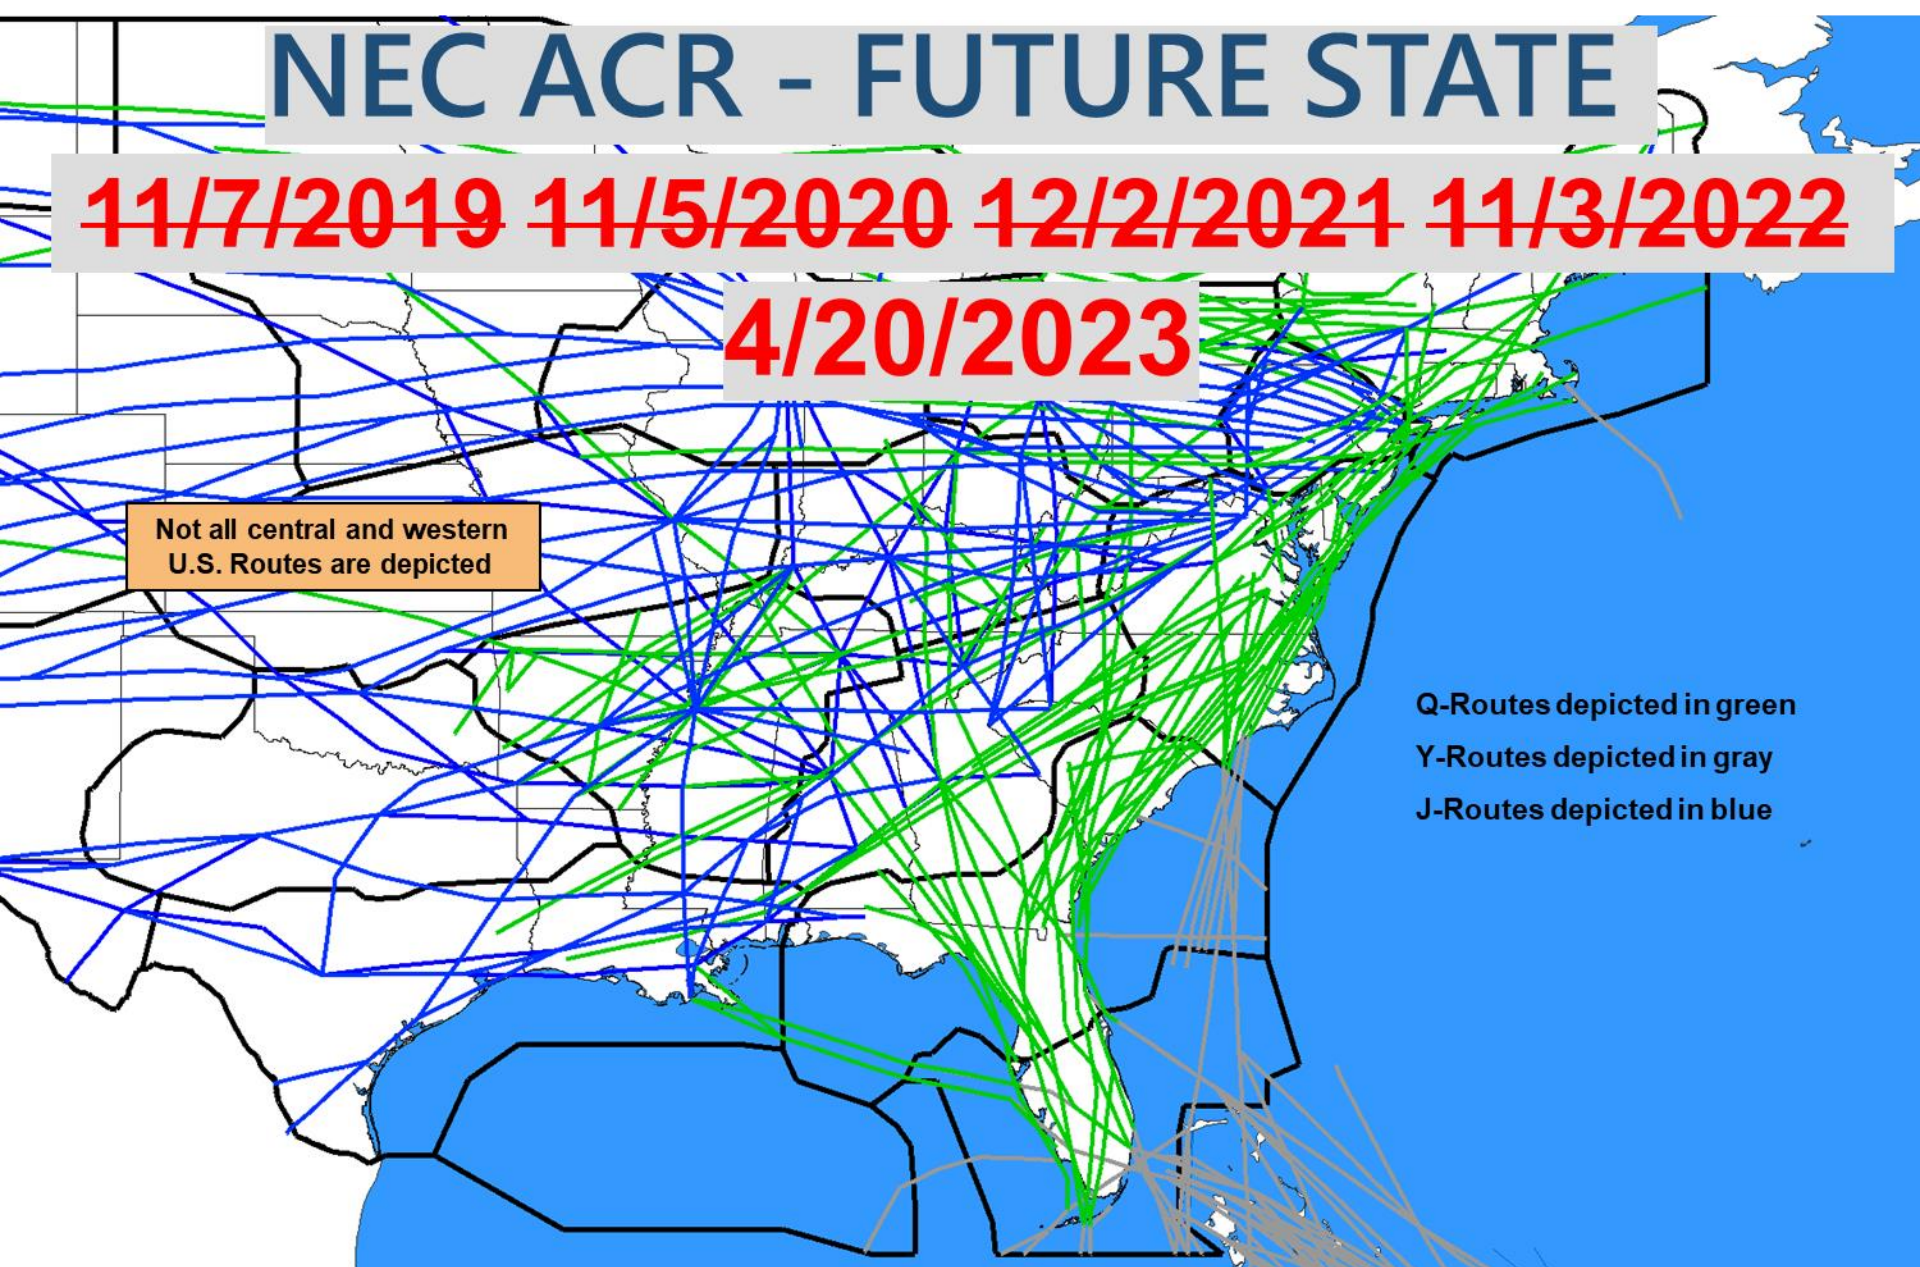 NEC ACR - FUTURE STATE
11/7/2019 11/5/2020 12/2/2021 11/3/2022
4/20/2023
Not all central and western
U.S. Routes are depicted
Q-Routes depicted in green
Y-Routes depicted in gray
J-Routes depicted in blue